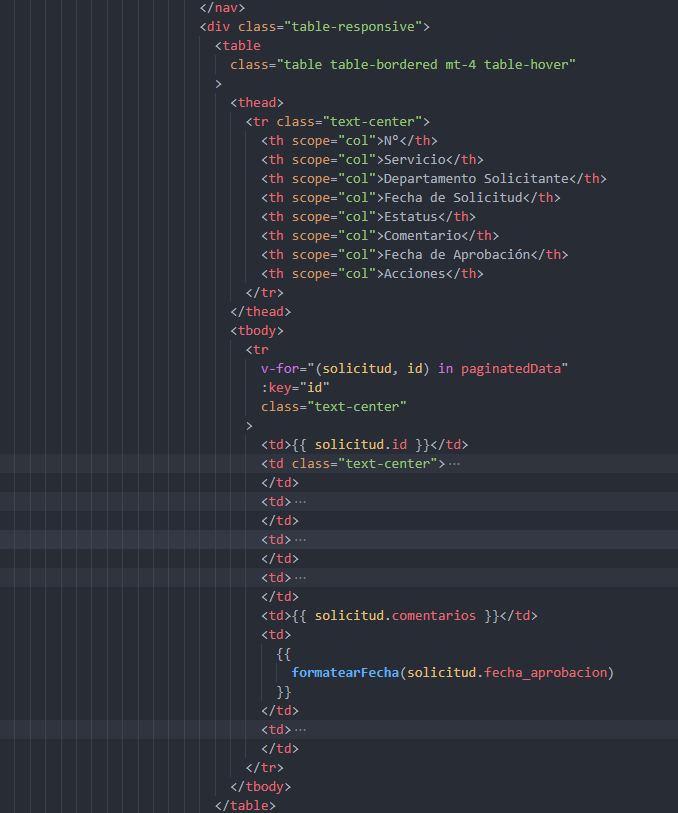 </nav>
<div class="table-responsive">
<table
class="table table-bordered mt-4 table-hover"
>
<thead>
<tr class="text-center">
<th scope="col">Nº</th>
<th scope="col">Servicio</th>
<th scope="col">Departamento Solicitante</th>
<th scope="col">Fecha de Solicitud</th>
<th scope="col">Estatus</th>
<th scope="col">Comentario</th>
<th scope="col">Fecha de Aprobación</th>
<th scope="col">Acciones</th>
</tr>
</thead>
<tbody>
<tr
v-for="(solicitud, id) in paginatedData"
:key="id"
class="text-center"
>
<td>{{ solicitud.id }}</td>
<td class="text-center">⋯
</td>
<td>⋯
</td>
<td>⋯
</td>
<td>⋯
</td>
<td>{{ solicitud.comentarios }}</td>
<td>
{{
formatearFecha(solicitud.fecha_aprobacion)
}}
</td>
<td>⋯
</td>
</tr>
</tbody>
</table>